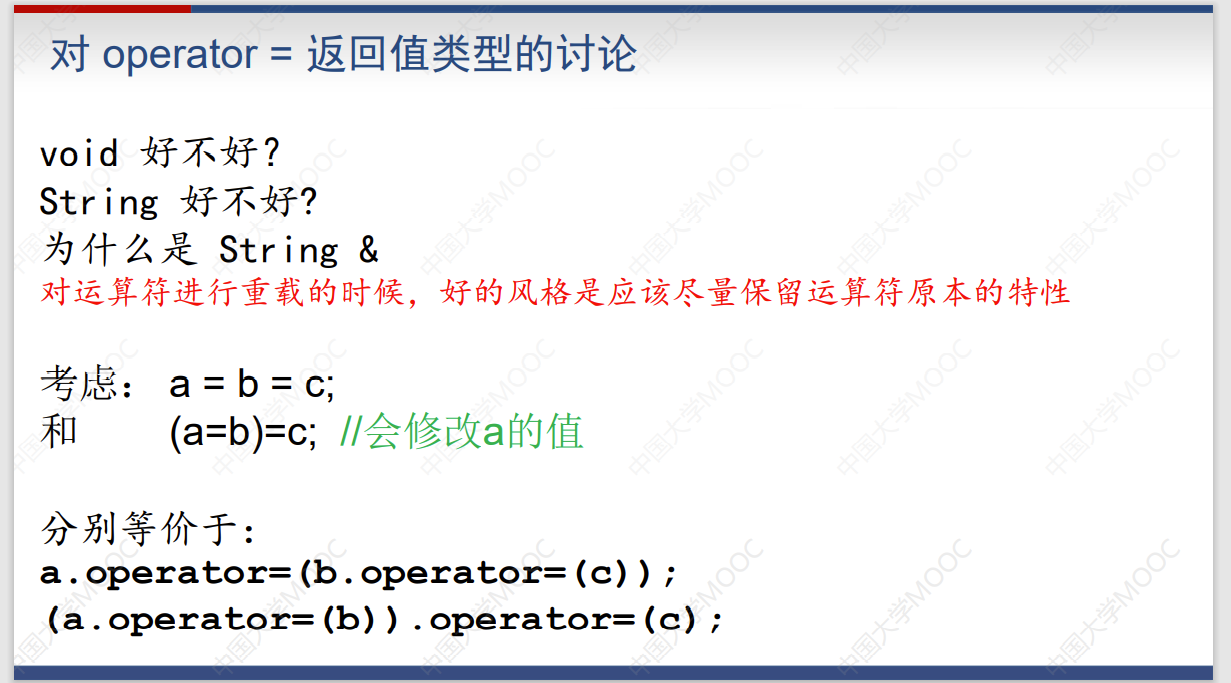 对 operator = 返回值类型的讨论
void 好不好？
String 好不好?
为什么是 String &
对运算符进行重载的时候，好的风格是应该尽量保留运算符原本的特性
考虑： a = b = c;
和 (a=b)=c; //会修改a的值
分别等价于：
a.operator=(b.operator=(c));
(a.operator=(b)).operator=(c);
中国大学MOOC